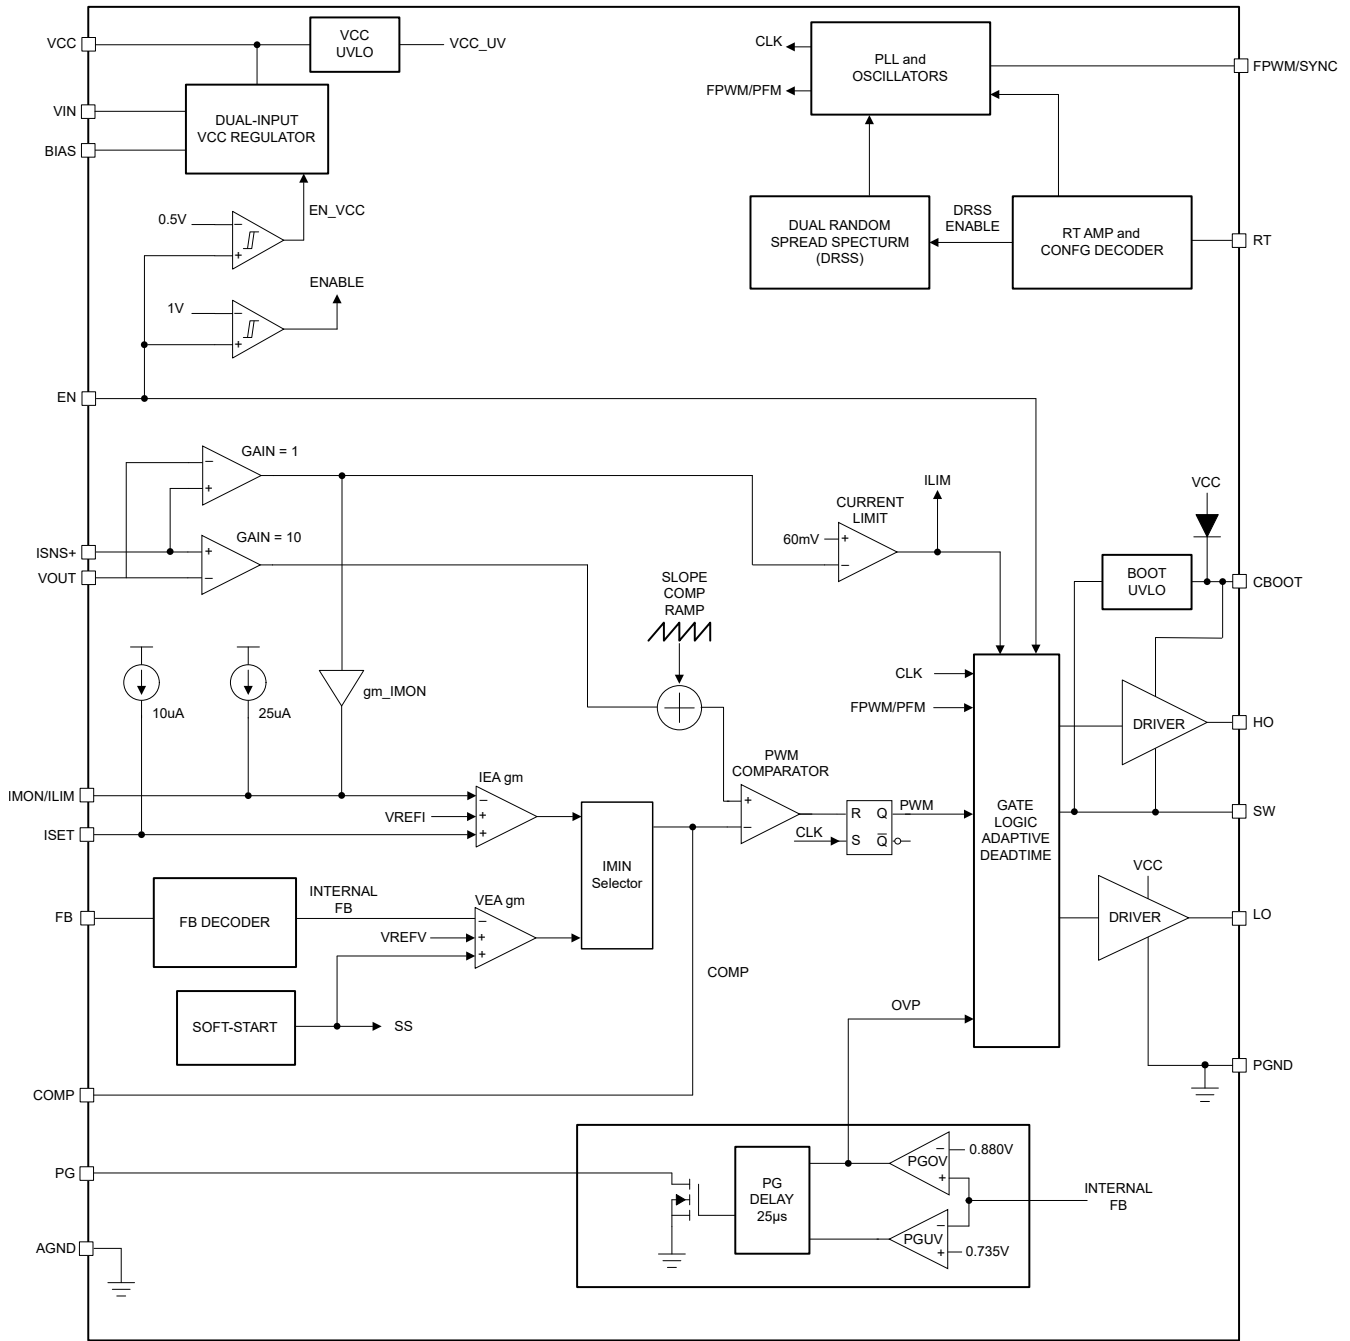 VCC
VCC
UVLO
VCC_UV
VIN
BIAS
DUAL-INPUT
VCC REGULATOR
EN_VCC
0.5V
−
+
ENABLE
1V
−
+
EN
CLK
FPWM/PFM
PLL and
OSCILLATORS
FPWM/SYNC
DUAL RANDOM
SPREAD SPECTURM
(DRSS)
DRSS
ENABLE
RT AMP and
CONFG DECODER
RT
GAIN = 1
−
+
GAIN = 10
+
−
ISNS+
VOUT
ILIM
CURRENT
LIMIT
60mV
+
−
VCC
BOOT
UVLO
CBOOT
SLOPE
COMP
RAMP
10uA
25uA
gm_IMON
CLK
FPWM/PFM
DRIVER
HO
IMON/ILIM
ISET
IEA gm
VREFI
−
+
+
IMIN
Selector
PWM
COMPARATOR
+
−
R Q
S Q̅
CLK
PWM
GATE
LOGIC
ADAPTIVE
DEADTIME
SW
VCC
DRIVER
LO
FB
FB DECODER
INTERNAL
FB
VEA gm
VREFV
−
+
+
COMP
SOFT-START
SS
OVP
PGND
COMP
PG
PG
DELAY
25µs
PGOV
−
+
0.880V
INTERNAL
FB
PGUV
−
+
0.735V
AGND